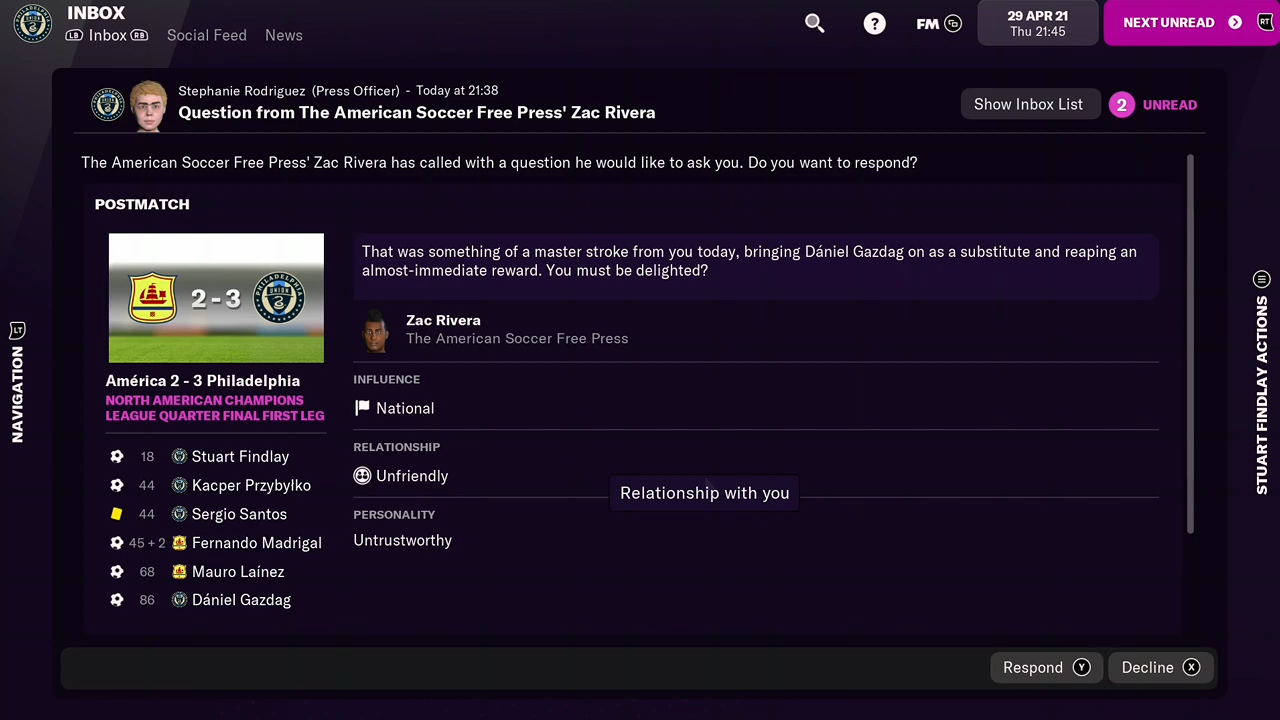 INBOX
LB Inbox RB Social Feed News
FM
29 APR 21
Thu 21:45
NEXT UNREAD RT
Stephanie Rodriguez (Press Officer) - Today at 21:38
Question from The American Soccer Free Press' Zac Rivera
Show Inbox List 2 UNREAD
The American Soccer Free Press' Zac Rivera has called with a question he would like to ask you. Do you want to respond?
POSTMATCH
2 - 3
América 2 - 3 Philadelphia
NORTH AMERICAN CHAMPIONS
LEAGUE QUARTER FINAL FIRST LEG
18 Stuart Findlay
44 Kacper Przybyłko
44 Sergio Santos
45 + 2 Fernando Madrigal
68 Mauro Laínez
86 Dániel Gazdag
That was something of a master stroke from you today, bringing Dániel Gazdag on as a substitute and reaping an
almost-immediate reward. You must be delighted?
Zac Rivera
The American Soccer Free Press
INFLUENCE
National
RELATIONSHIP
Unfriendly
Relationship with you
PERSONALITY
Untrustworthy
Respond Y Decline X
LT NAVIGATION
STUART FINDLAY ACTIONS